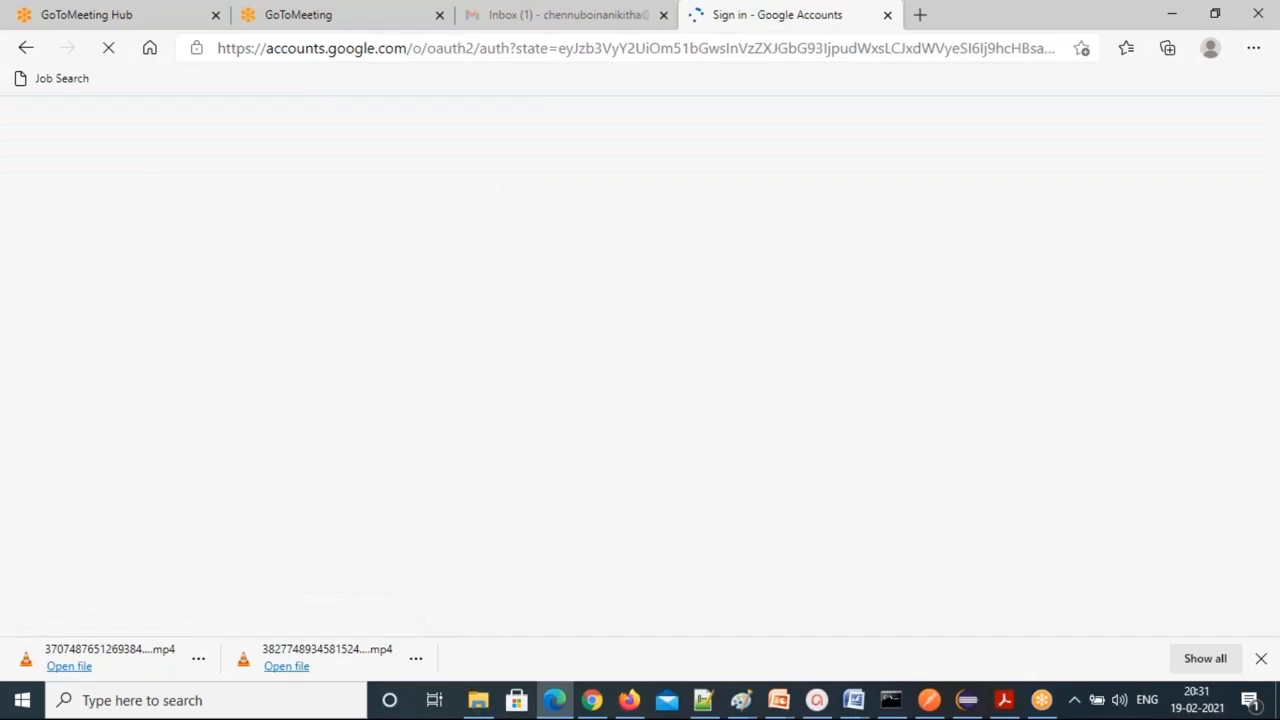 GoToMeeting Hub
GoToMeeting
Inbox (1) - chennuboinanikitha@
Sign in - Google Accounts
https://accounts.google.com/o/oauth2/auth?state=eyJzb3VyY2UiOm51bGwsInVzZXJGbG93IjpudWxsLCJxdWVyeSI6Ij9hcHBsa...
Job Search
3707487651269384....mp4
Open file
3827748934581524....mp4
Open file
Show all
Type here to search
ENG
20:31
19-02-2021
1